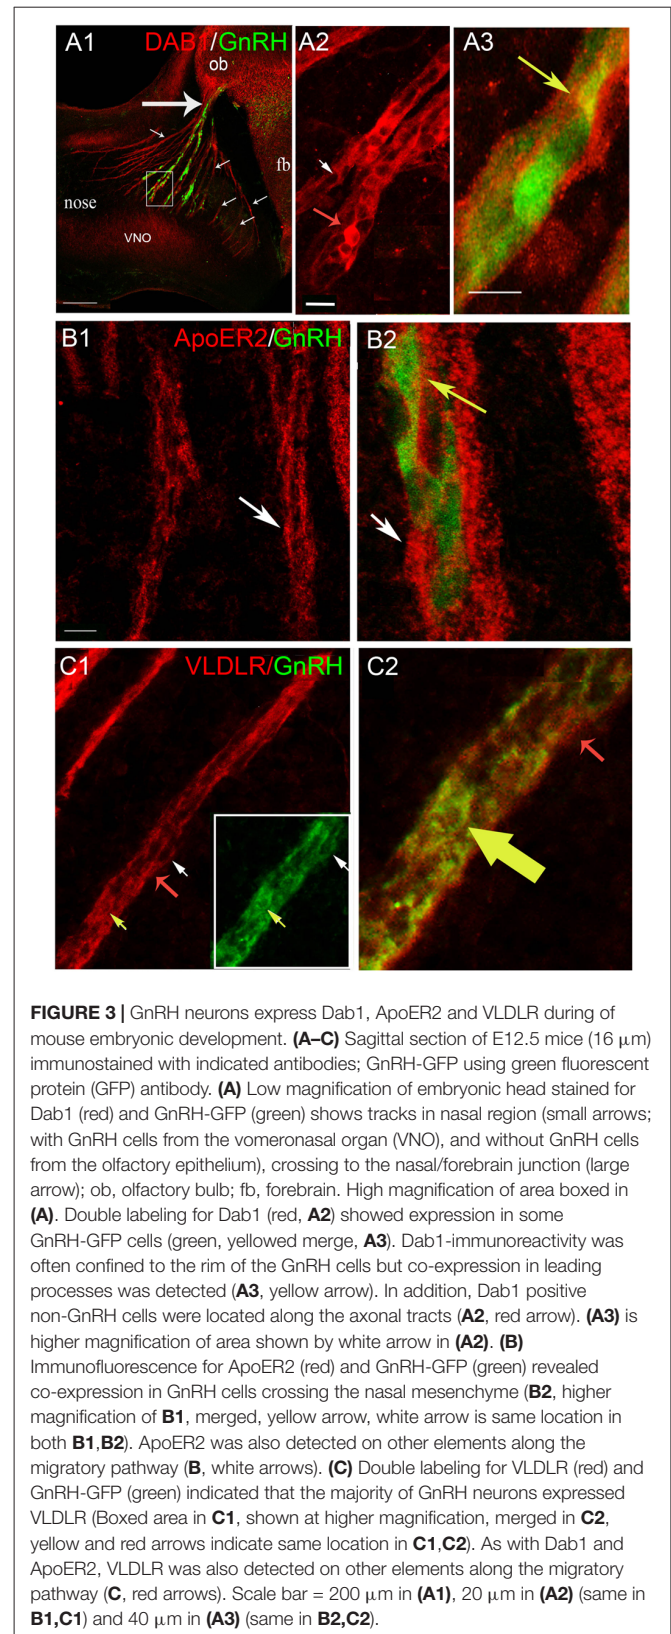 A1 DAB1/GnRH
ob
fb
nose
VNO
A2
A3
B1 ApoER2/GnRH
B2
C1 VLDLR/GnRH
C2
FIGURE 3 | GnRH neurons express Dab1, ApoER2 and VLDLR during of
mouse embryonic development. (A–C) Sagittal section of E12.5 mice (16 μm)
immunostained with indicated antibodies; GnRH-GFP using green fluorescent
protein (GFP) antibody. (A) Low magnification of embryonic head stained for
Dab1 (red) and GnRH-GFP (green) shows tracks in nasal region (small arrows;
with GnRH cells from the vomeronasal organ (VNO), and without GnRH cells
from the olfactory epithelium), crossing to the nasal/forebrain junction (large
arrow); ob, olfactory bulb; fb, forebrain. High magnification of area boxed in
(A). Double labeling for Dab1 (red, A2) showed expression in some
GnRH-GFP cells (green, yellowed merge, A3). Dab1-immunoreactivity was
often confined to the rim of the GnRH cells but co-expression in leading
processes was detected (A3, yellow arrow). In addition, Dab1 positive
non-GnRH cells were located along the axonal tracts (A2, red arrow). (A3) is
higher magnification of area shown by white arrow in (A2). (B)
Immunofluorescence for ApoER2 (red) and GnRH-GFP (green) revealed
co-expression in GnRH cells crossing the nasal mesenchyme (B2, higher
magnification of B1, merged, yellow arrow, white arrow is same location in
both B1,B2). ApoER2 was also detected on other elements along the
migratory pathway (B, white arrows). (C) Double labeling for VLDLR (red) and
GnRH-GFP (green) indicated that the majority of GnRH neurons expressed
VLDLR (Boxed area in C1, shown at higher magnification, merged in C2,
yellow and red arrows indicate same location in C1,C2). As with Dab1 and
ApoER2, VLDLR was also detected on other elements along the migratory
pathway (C, red arrows). Scale bar = 200 μm in (A1), 20 μm in (A2) (same in
B1,C1) and 40 μm in (A3) (same in B2,C2).